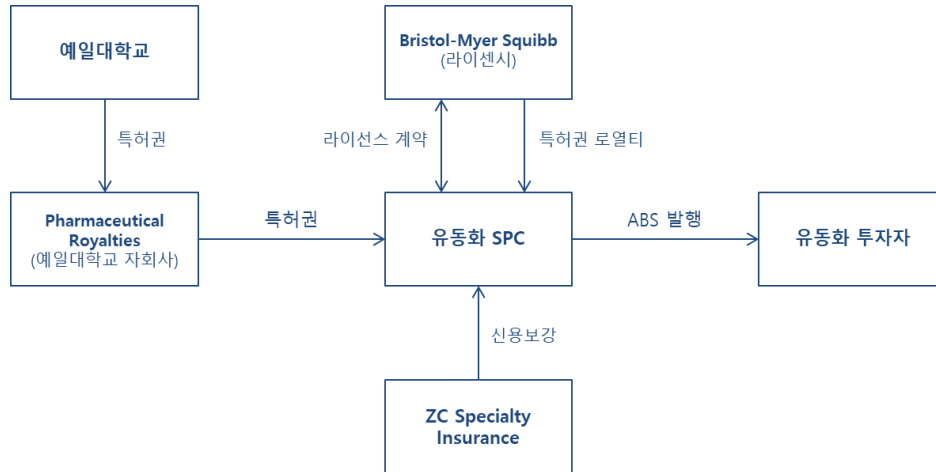 예일대학교
Bristol-Myer Squibb
(라이센시)
특허권
라이선스 계약
특허권 로열티
Pharmaceutical
Royalties
(예일대학교 자회사)
특허권
유동화 SPC
ABS 발행
유동화 투자자
신용보강
ZC Specialty
Insurance